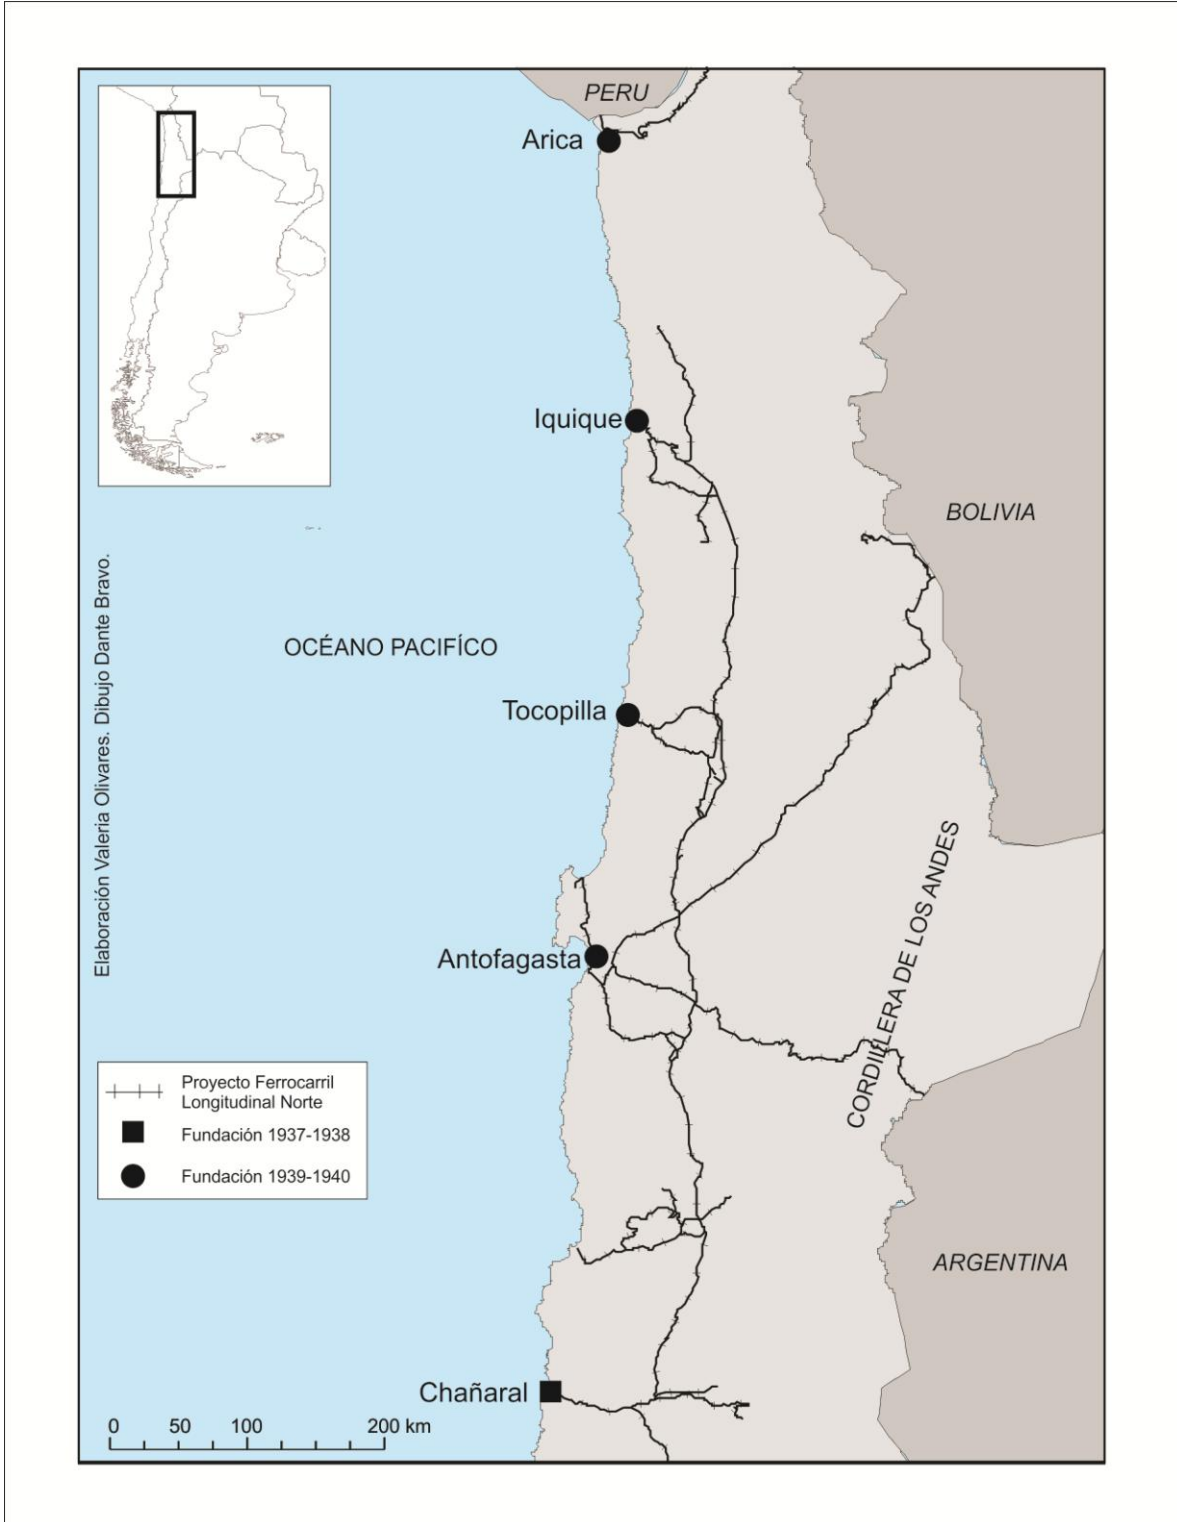 PERU
Arica
Iquique
BOLIVIA
OCÉANO PACIFÍCO
Tocopilla
CORDILLERA DE LOS ANDES
Antofagasta
Elaboración Valeria Olivares. Dibujo Dante Bravo.
Proyecto Ferrocarril
Longitudinal Norte
Fundación 1937-1938
Fundación 1939-1940
ARGENTINA
Chañaral
0 50 100 200 km